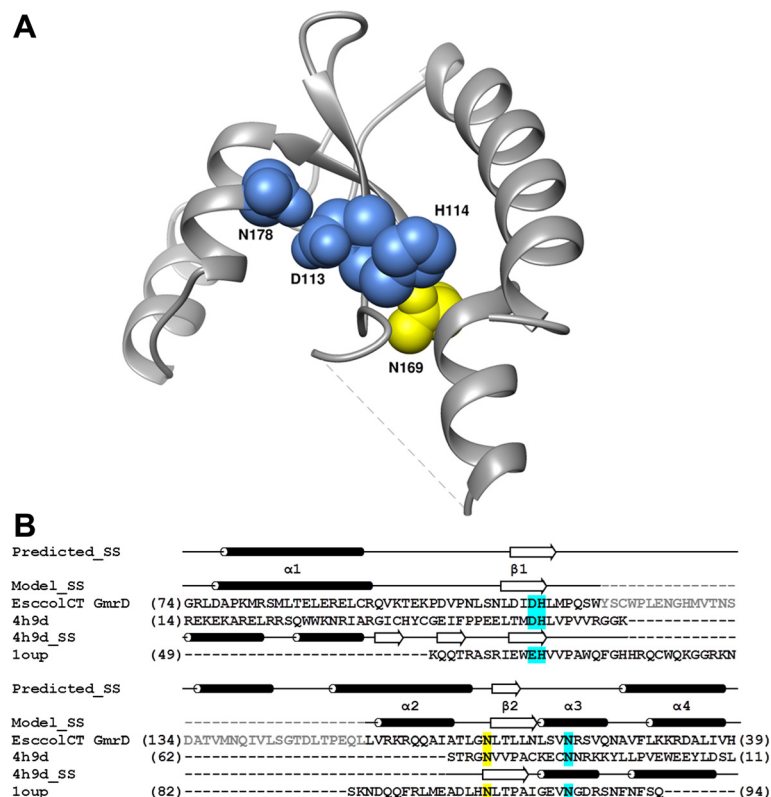 A
N178
D113
H114
N169
B
Predicted_SS
α1 β1
Model_SS
EsccolCT GmrD (74) GRLDAPKMRSMLTELERELCRQVKTEKPDVPNLSNLDIDHLMPQSWYSCWPLENGHMVTNS
4h9d (14) REKEKARELRRSQWWKNRIARGICHYCGEIFPPEELTMDHLVPVVRGGK-----------
4h9d_SS
1oup (49) --------------------------KQQTRASRIEWEHVVPAWQFGHHRQCWQKGGRKN
Predicted_SS
α2 β2 α3 α4
Model_SS
EsccolCT GmrD (134) DATVMNQIVLSGTDLTPEQLLVRKRQQAIATLGNLTLLNLSVNRSVQNAVFLKKRDALIVH (39)
4h9d (62) -----------------------------STRGNVVPACKECNNRKKYLLPVEWEEYLDSL (11)
4h9d_SS
1oup (82) ------------------SKNDQQFRLMEADLHNLTPAIGEVNGDRSNFNFSQ-------- (94)